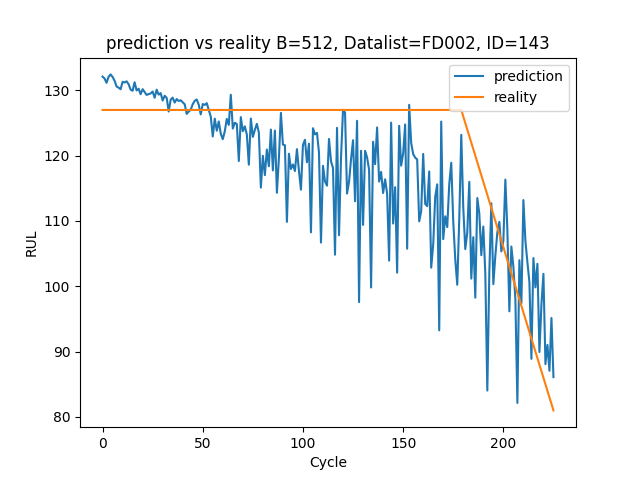 prediction vs reality B=512, Datalist=FD002, ID=143
prediction
reality
130
120
110
100
90
80
RUL
0 50 100 150 200
Cycle